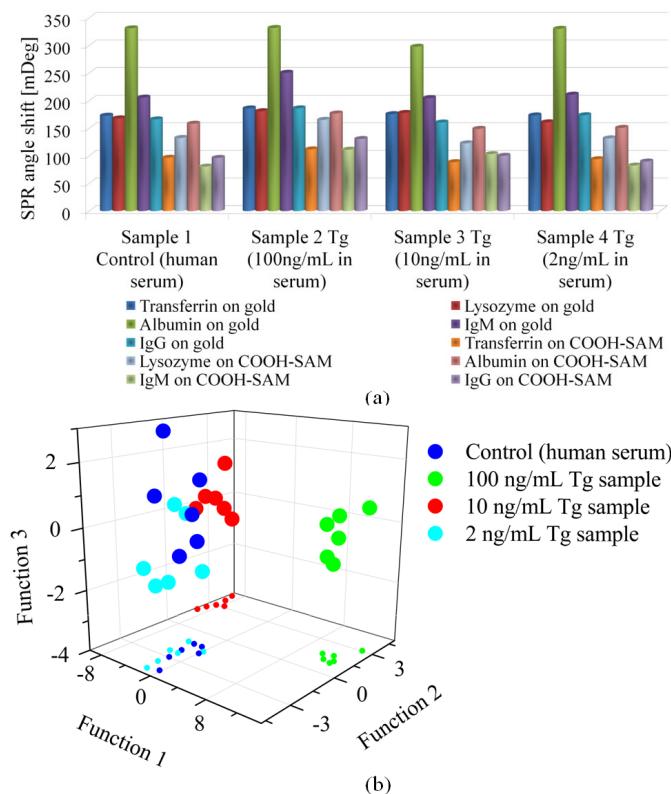 350
300
250
200
150
100
50
0
SPR angle shift [mDeg]
Sample 1
Control (human
serum)
Sample 2 Tg
(100ng/mL in
serum)
Sample 3 Tg
(10ng/mL in
serum)
Sample 4 Tg
(2ng/mL in
serum)
Transferrin on gold
Lysozyme on gold
Albumin on gold
IgM on gold
IgG on gold
Transferrin on COOH-SAM
Lysozyme on COOH-SAM
Albumin on COOH-SAM
IgM on COOH-SAM
IgG on COOH-SAM
(a)
Control (human serum)
100 ng/mL Tg sample
10 ng/mL Tg sample
2 ng/mL Tg sample
2
0
-2
-4
Function 3
-8
0
8
Function 1
-3
0
3
Function 2
(b)